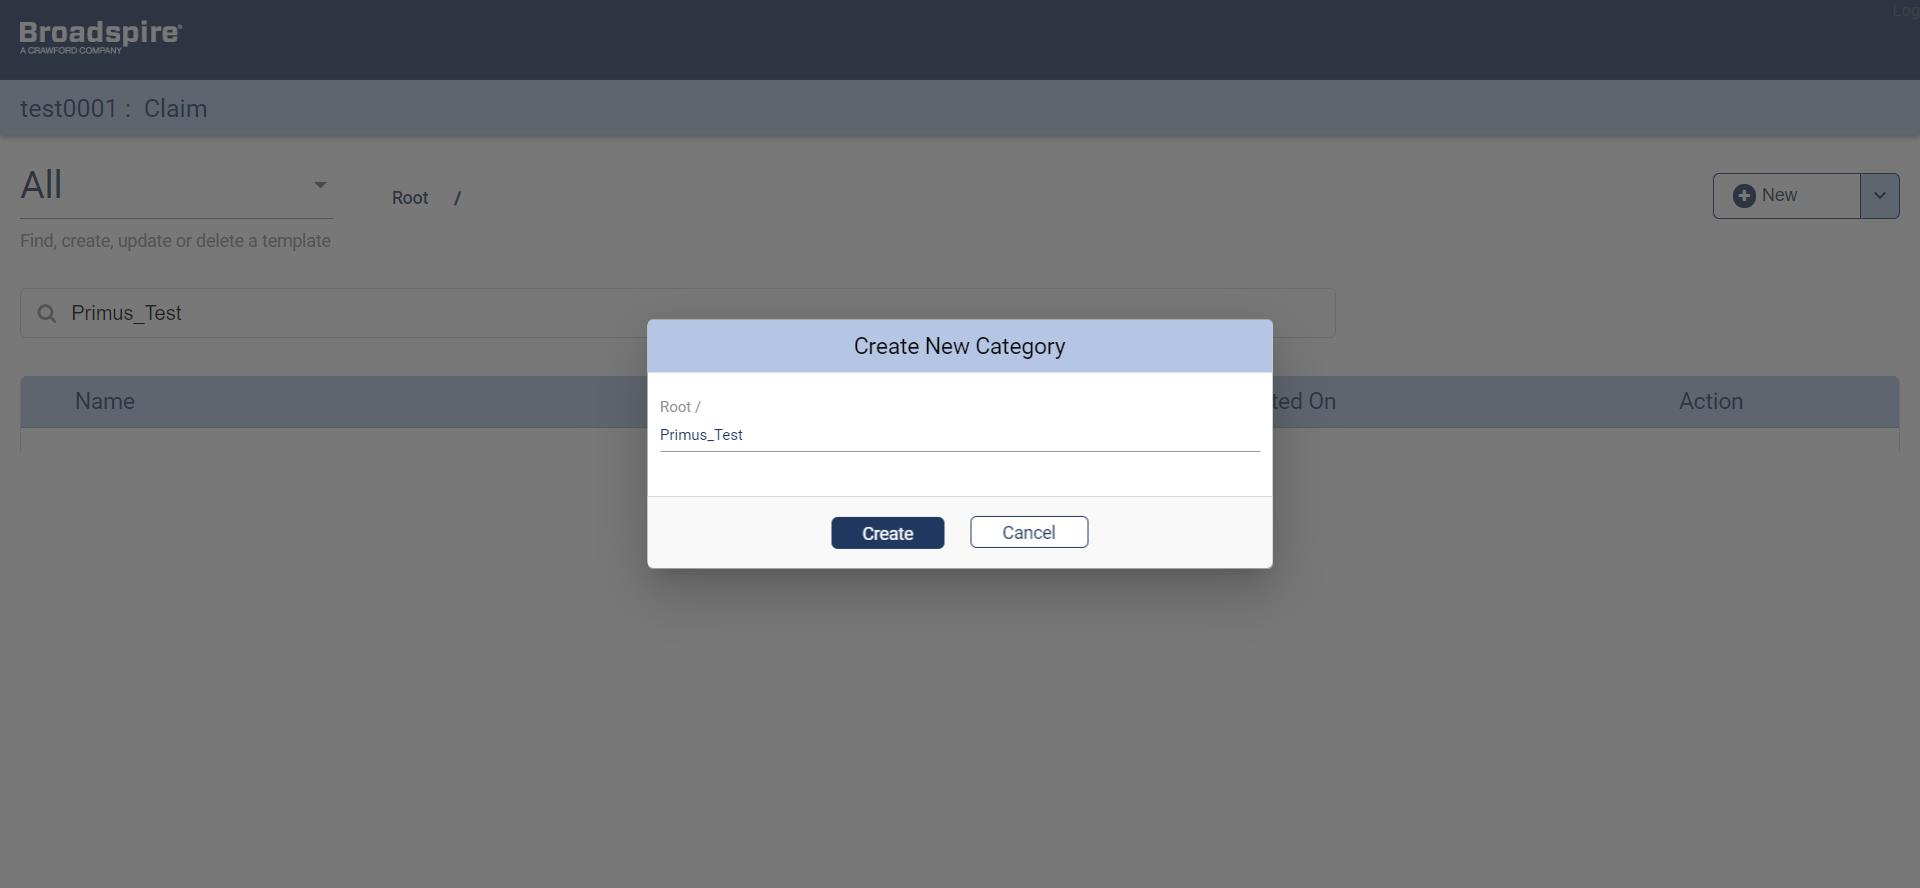 Log
Broadspire®
A CRAWFORD COMPANY
test0001 : Claim
All
Root /
New
Find, create, update or delete a template
Primus_Test
Create New Category
Name
ted On
Action
Root /
Primus_Test
Create
Cancel